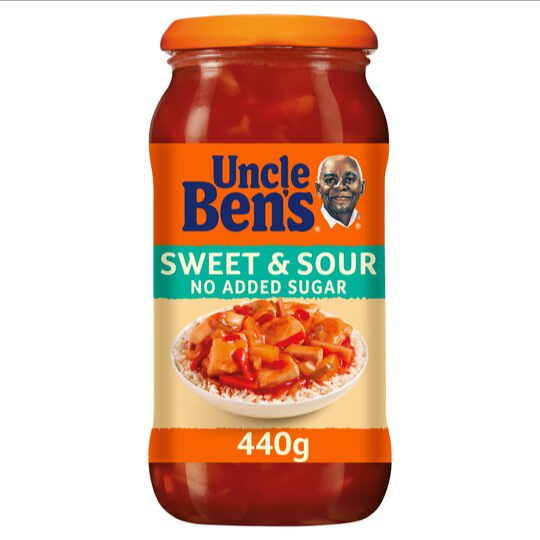 Uncle
Ben's
®
®
SWEET & SOUR
NO ADDED SUGAR
440g